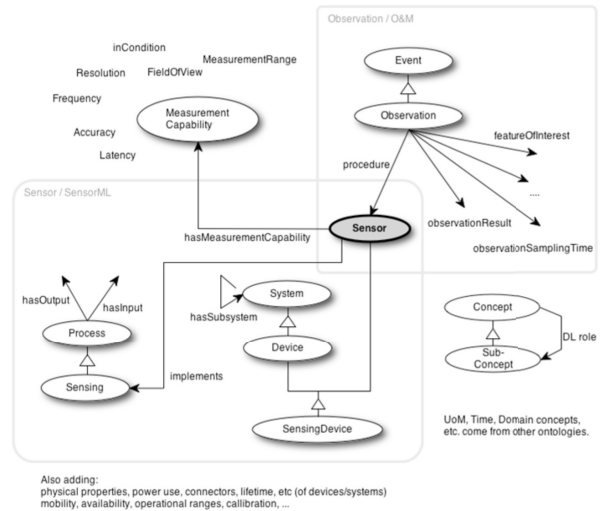 Observation / O&M
inCondition
MeasurementRange
Resolution
FieldOfView
Event
Frequency
Measurement
Capability
Observation
Accuracy
featureOfInterest
Latency
procedure
....
Sensor / SensorML
observationResult
Sensor
hasMeasurementCapability
observationSamplingTime
hasOutput
hasInput
System
hasSubsystem
Concept
Process
Device
DL role
Sub-
Concept
Sensing
implements
SensingDevice
UoM, Time, Domain concepts,
etc. come from other ontologies.
Also adding:
physical properties, power use, connectors, lifetime, etc (of devices/systems)
mobility, availability, operational ranges, callibration, ...